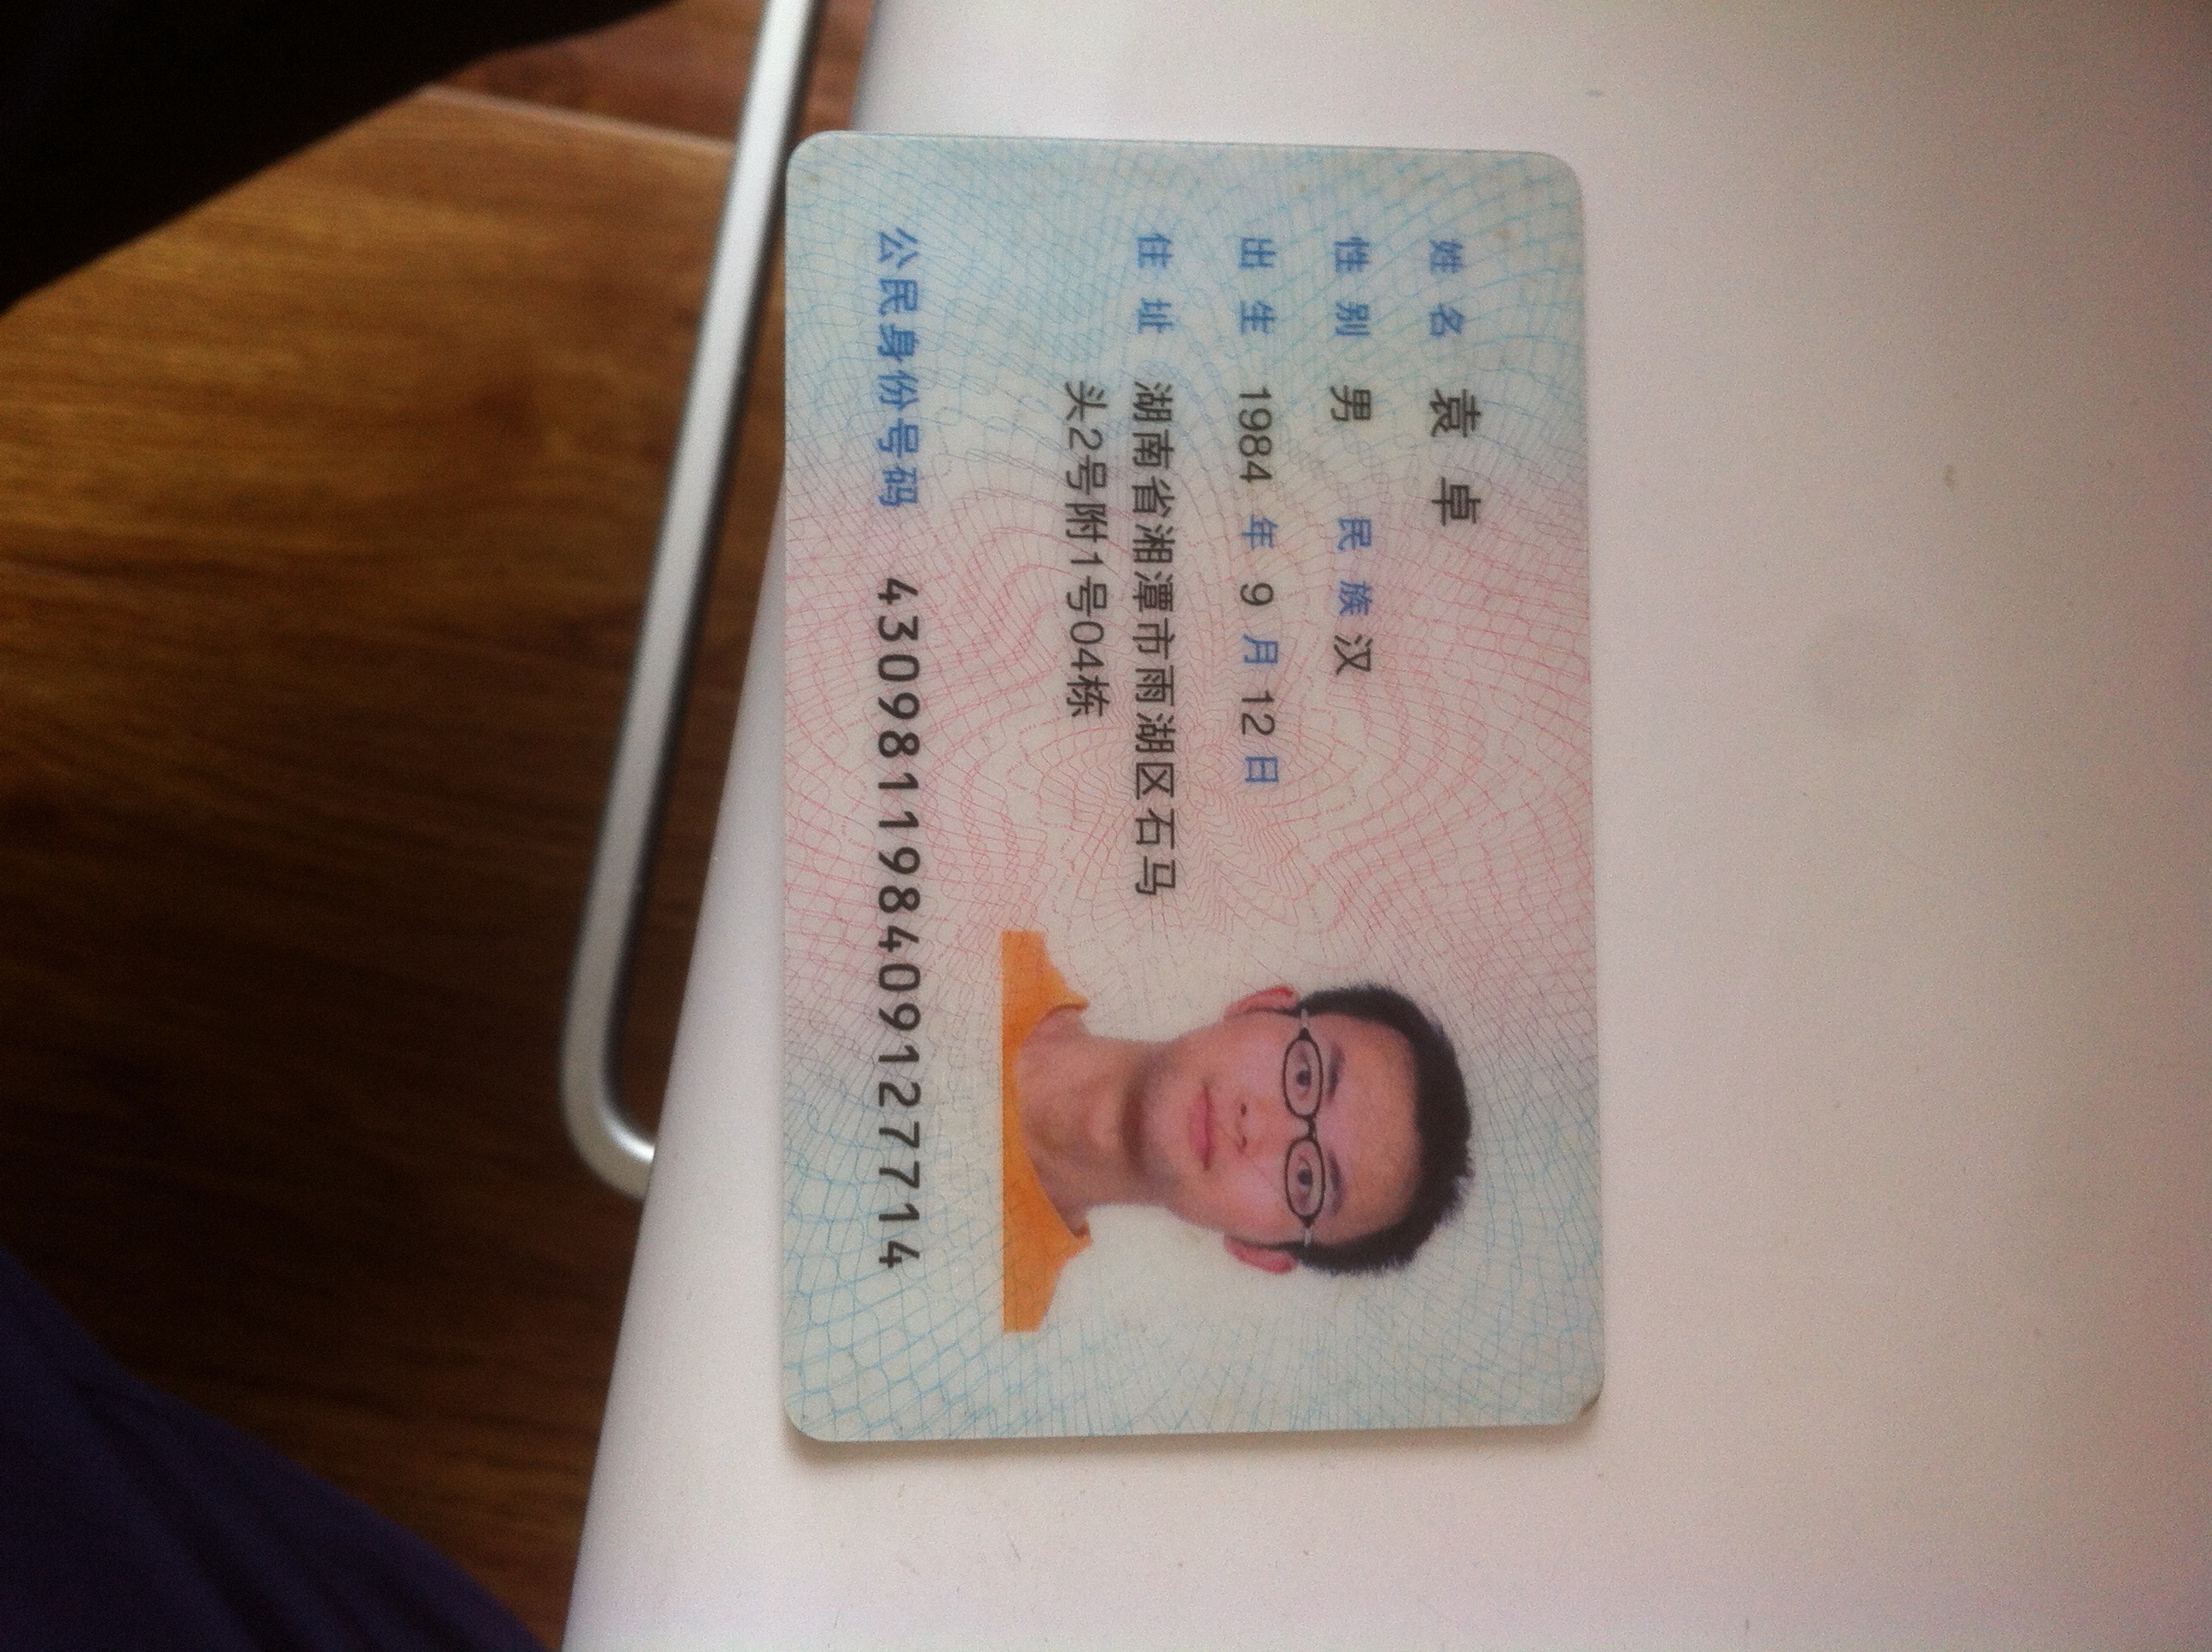 姓名 袁卓
性别 男 民族 汉
出生 1984 年 9 月 12 日
住址 湖南省湘潭市雨湖区石马
头2号附1号04栋
公民身份号码 430981198409127714